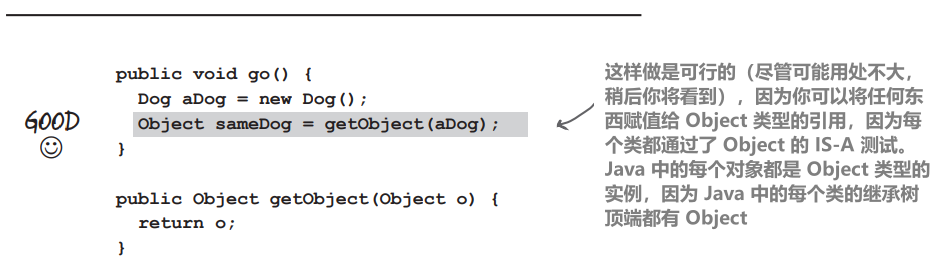 public void go() {
Dog aDog = new Dog();
Object sameDog = getObject(aDog);
}
GOOD
public Object getObject(Object o) {
return o;
}
这样做是可行的（尽管可能用处不大，
稍后你将看到），因为你可以将任何东
西赋值给 Object 类型的引用，因为每
个类都通过了 Object 的 IS-A 测试。
Java 中的每个对象都是 Object 类型的
实例，因为 Java 中的每个类的继承树
顶端都有 Object